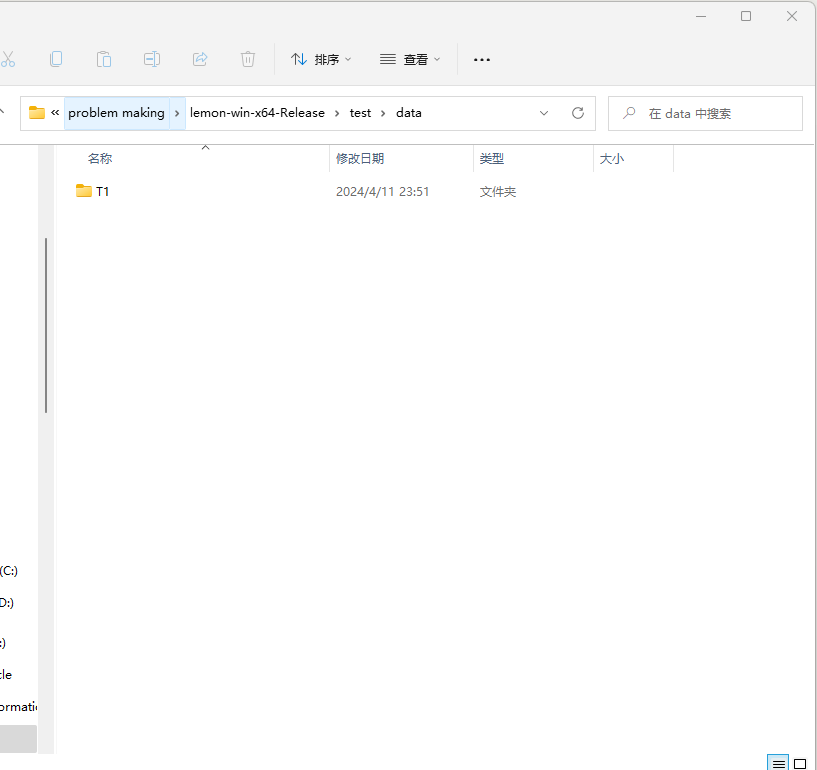 排序 查看
« problem making › lemon-win-x64-Release › test › data 在 data 中搜索
名称 修改日期 类型 大小
T1 2024/4/11 23:51 文件夹
(C:)
D:)
:)
cle
ormatic